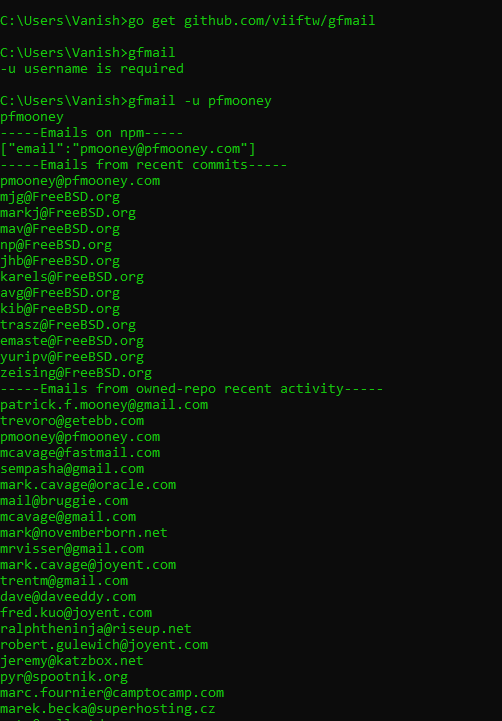 C:\Users\Vanish>go get github.com/viiftw/gfmail
C:\Users\Vanish>gfmail
-u username is required
C:\Users\Vanish>gfmail -u pfmooney
pfmooney
-----Emails on npm-----
["email":"pmooney@pfmooney.com"]
-----Emails from recent commits-----
pmooney@pfmooney.com
mjg@FreeBSD.org
markj@FreeBSD.org
mav@FreeBSD.org
np@FreeBSD.org
jhb@FreeBSD.org
karels@FreeBSD.org
avg@FreeBSD.org
kib@FreeBSD.org
trasz@FreeBSD.org
emaste@FreeBSD.org
yuripv@FreeBSD.org
zeising@FreeBSD.org
-----Emails from owned-repo recent activity-----
patrick.f.mooney@gmail.com
trevoro@getebb.com
pmooney@pfmooney.com
mcavage@fastmail.com
sempasha@gmail.com
mark.cavage@oracle.com
mail@bruggie.com
mcavage@gmail.com
mark@novemberborn.net
mrvisser@gmail.com
mark.cavage@joyent.com
trentm@gmail.com
dave@daveeddy.com
fred.kuo@joyent.com
ralphtheninja@riseup.net
robert.gulewich@joyent.com
jeremy@katzbox.net
pyr@spootnik.org
marc.fournier@camptocamp.com
marek.becka@superhosting.cz